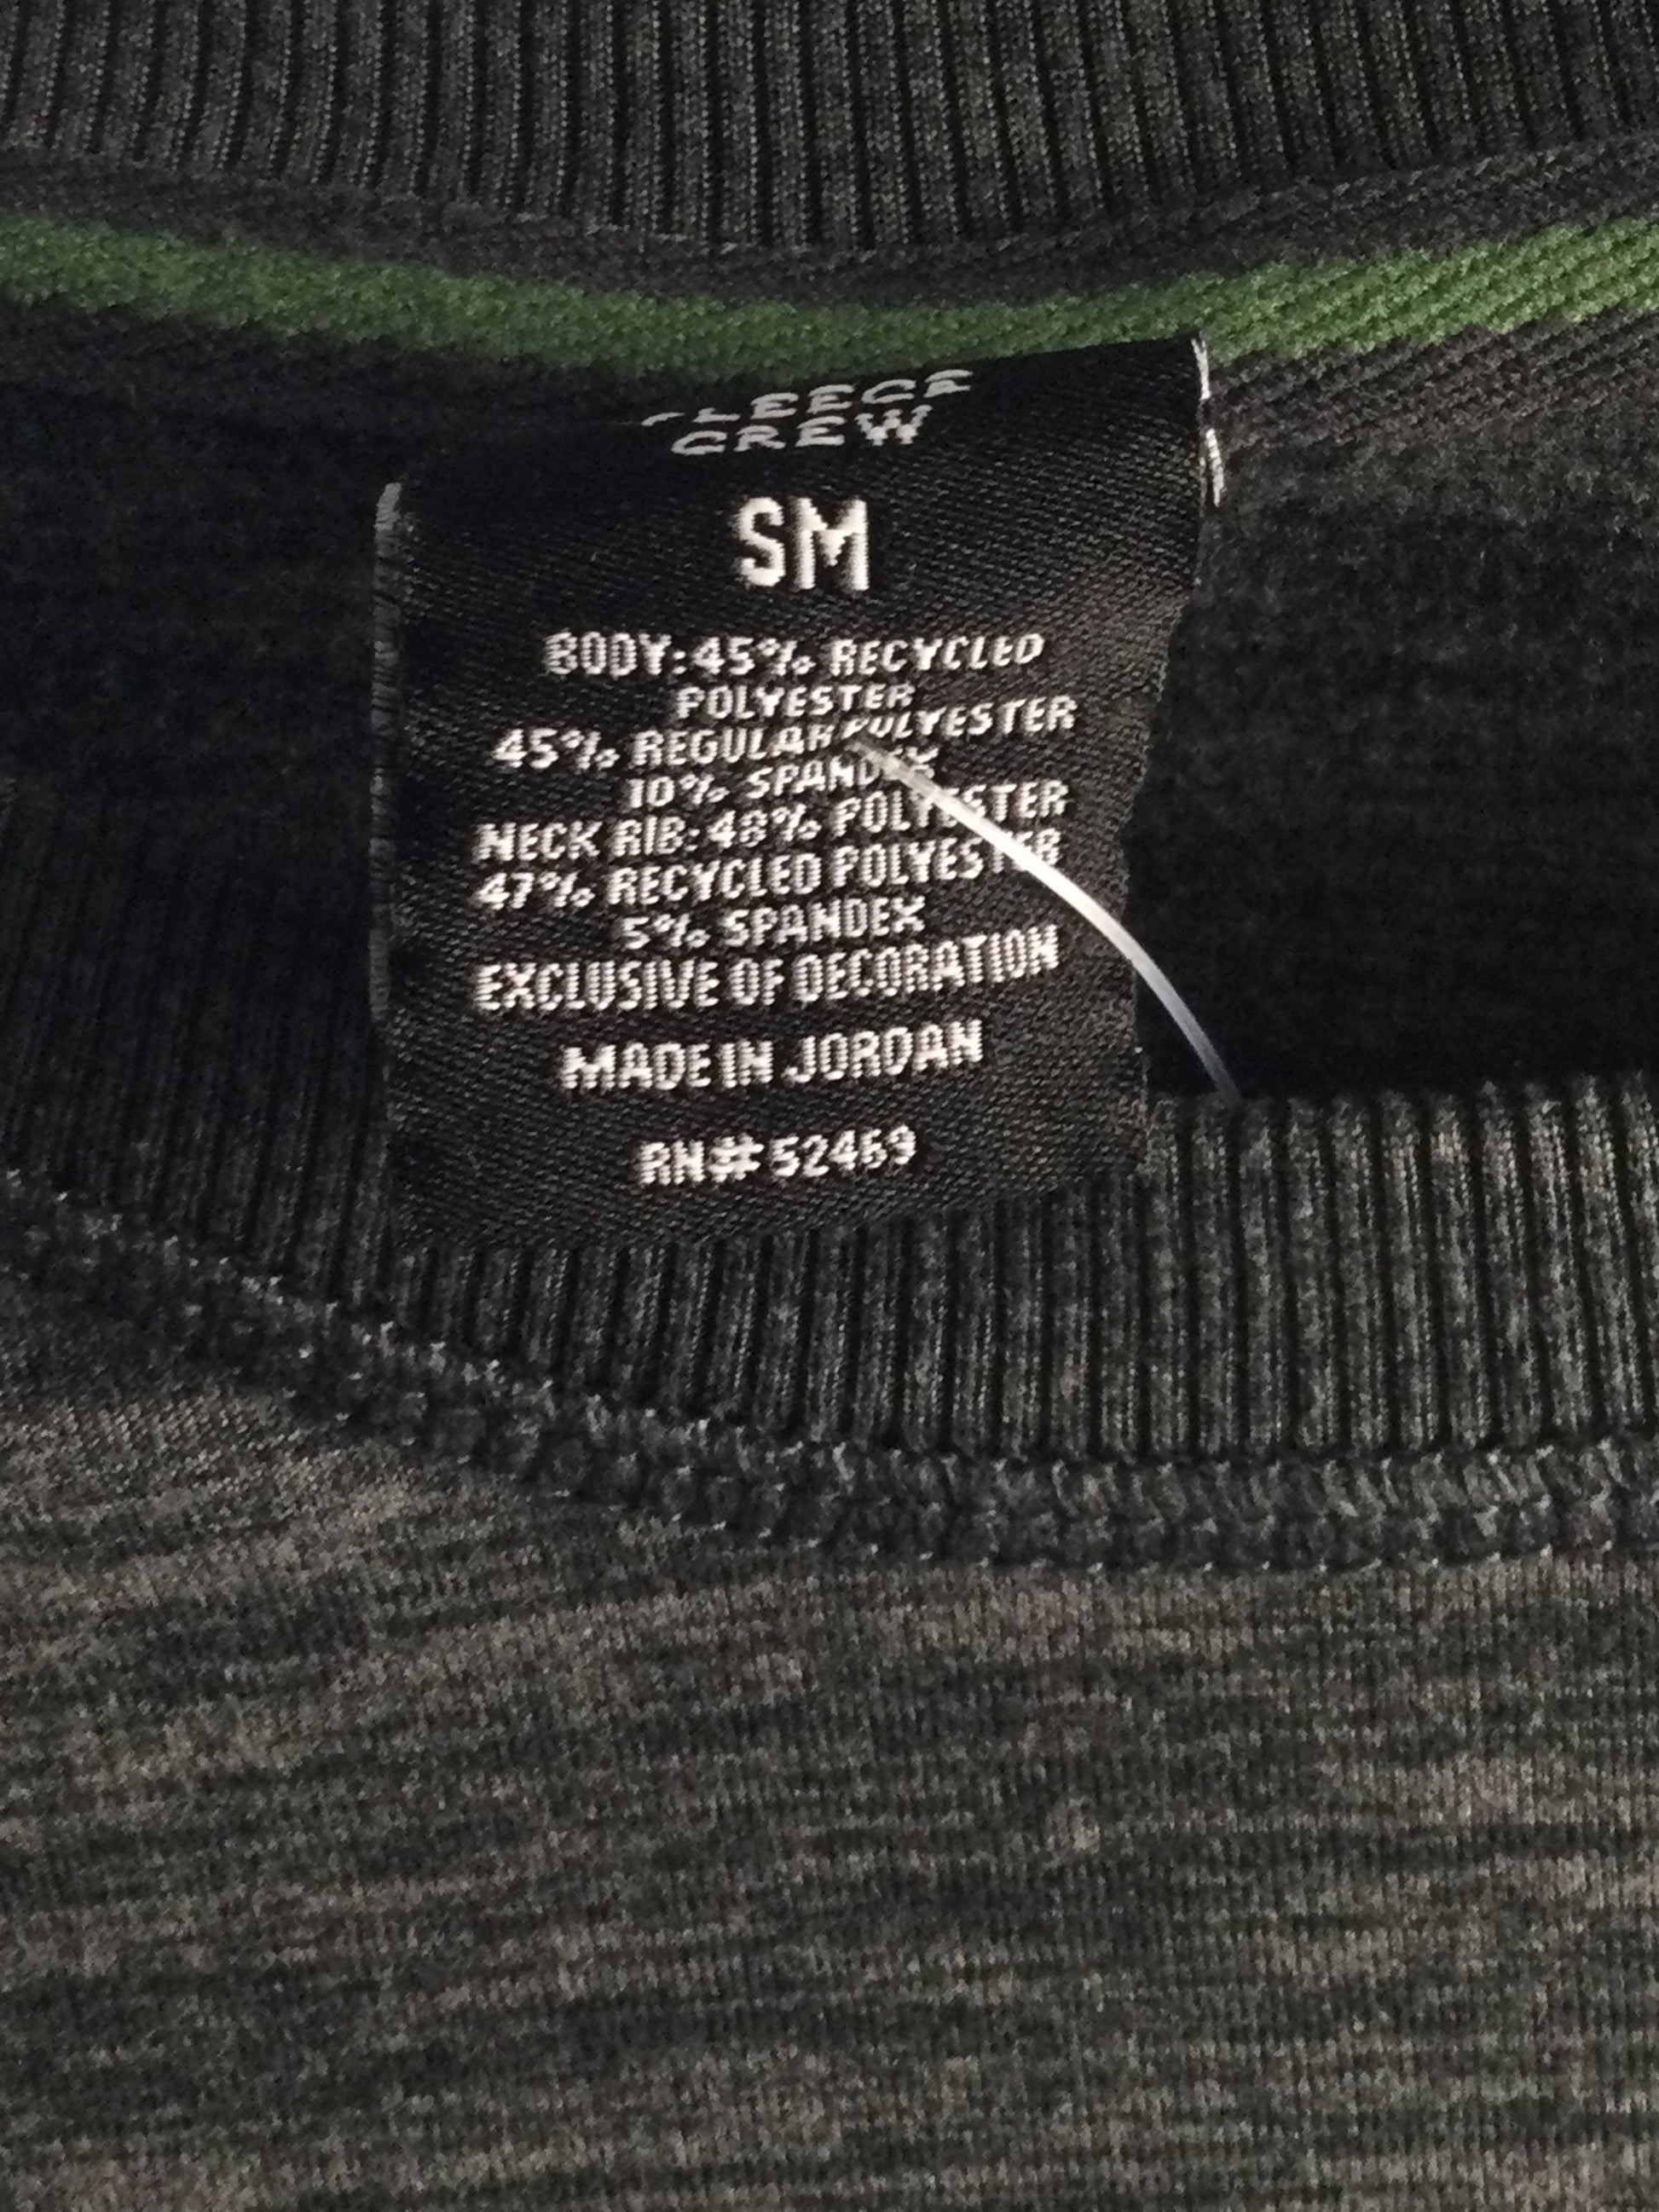 FLEECE
CREW
SM
BODY: 45% RECYCLED
POLYESTER
45% REGULAR POLYESTER
10% SPANDEX
NECK RIB: 48% POLYESTER
47% RECYCLED POLYESTER
5% SPANDEX
EXCLUSIVE OF DECORATION
MADE IN JORDAN
RN# 52469